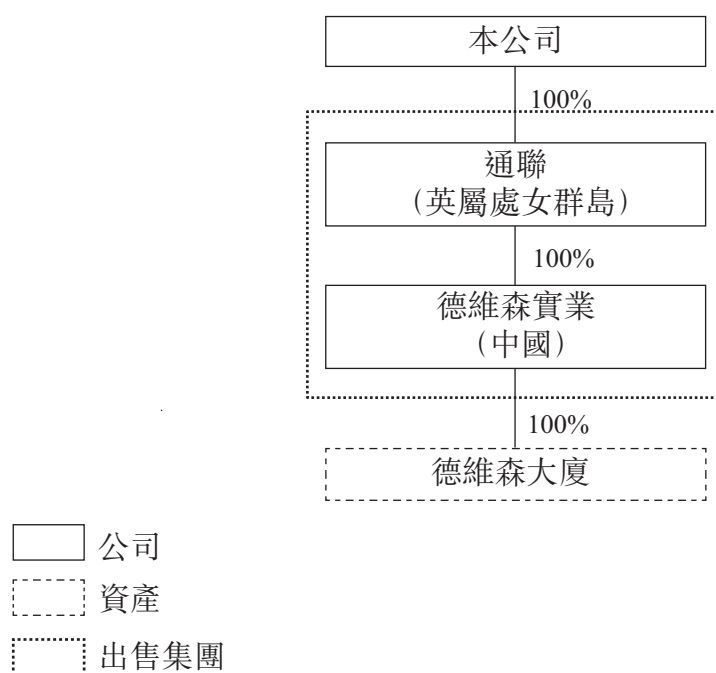 本公司
100%
通聯
（英屬處女群島）
100%
德維森實業
（中國）
100%
德維森大廈
公司
資產
出售集團